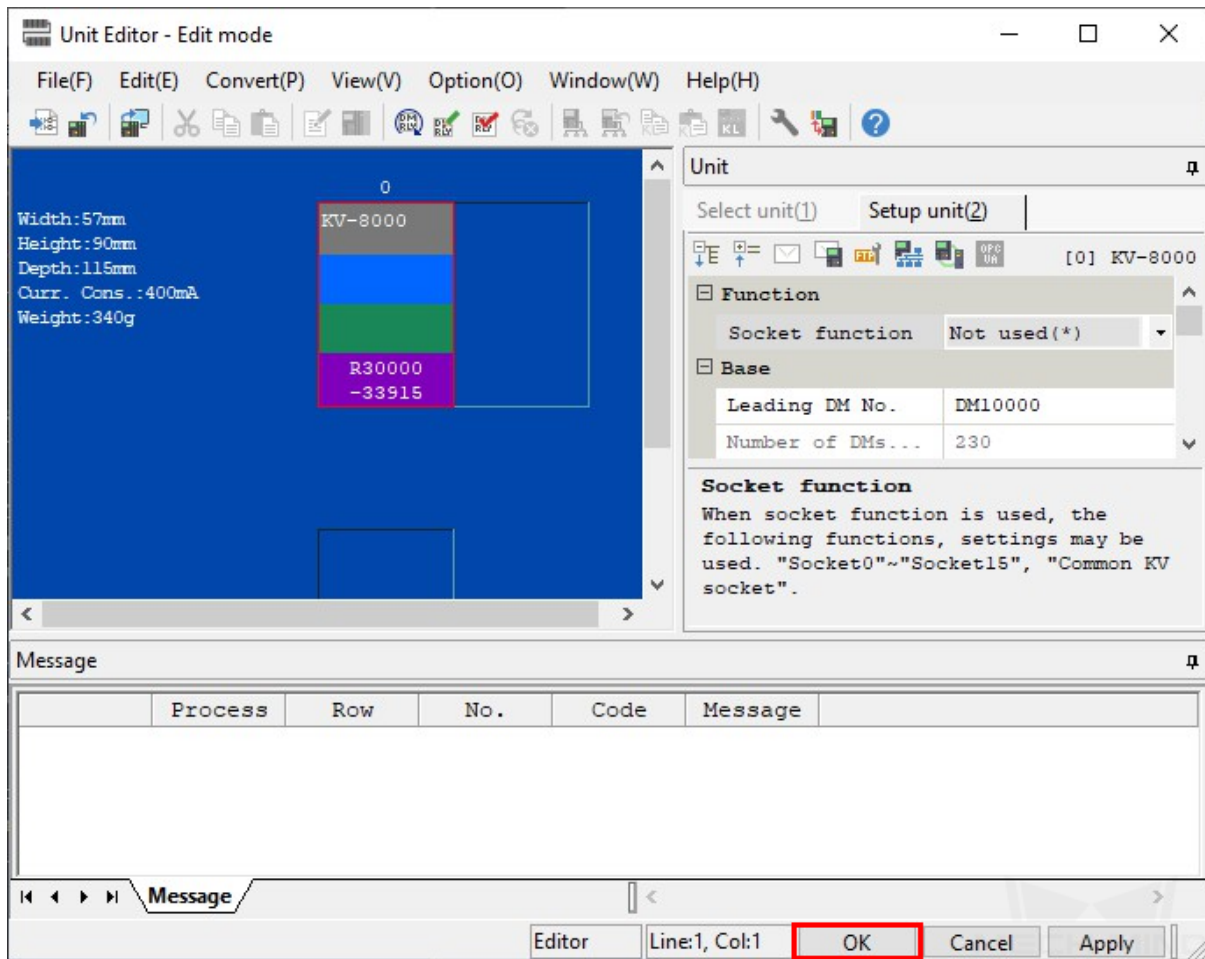 Unit Editor - Edit mode
File(F) Edit(E) Convert(P) View(V) Option(O) Window(W) Help(H)
0
KV-8000
R30000
-33915
Width:57mm
Height:90mm
Depth:115mm
Curr. Cons.:400mA
Weight:340g
Unit
Select unit(1) Setup unit(2)
[0] KV-8000
Function
Socket function Not used(*)
Base
Leading DM No. DM10000
Number of DMs... 230
Socket function
When socket function is used, the
following functions, settings may be
used. "Socket0"~"Socket15", "Common KV
socket".
Message
Process Row No. Code Message
Message
Editor Line:1, Col:1 OK Cancel Apply